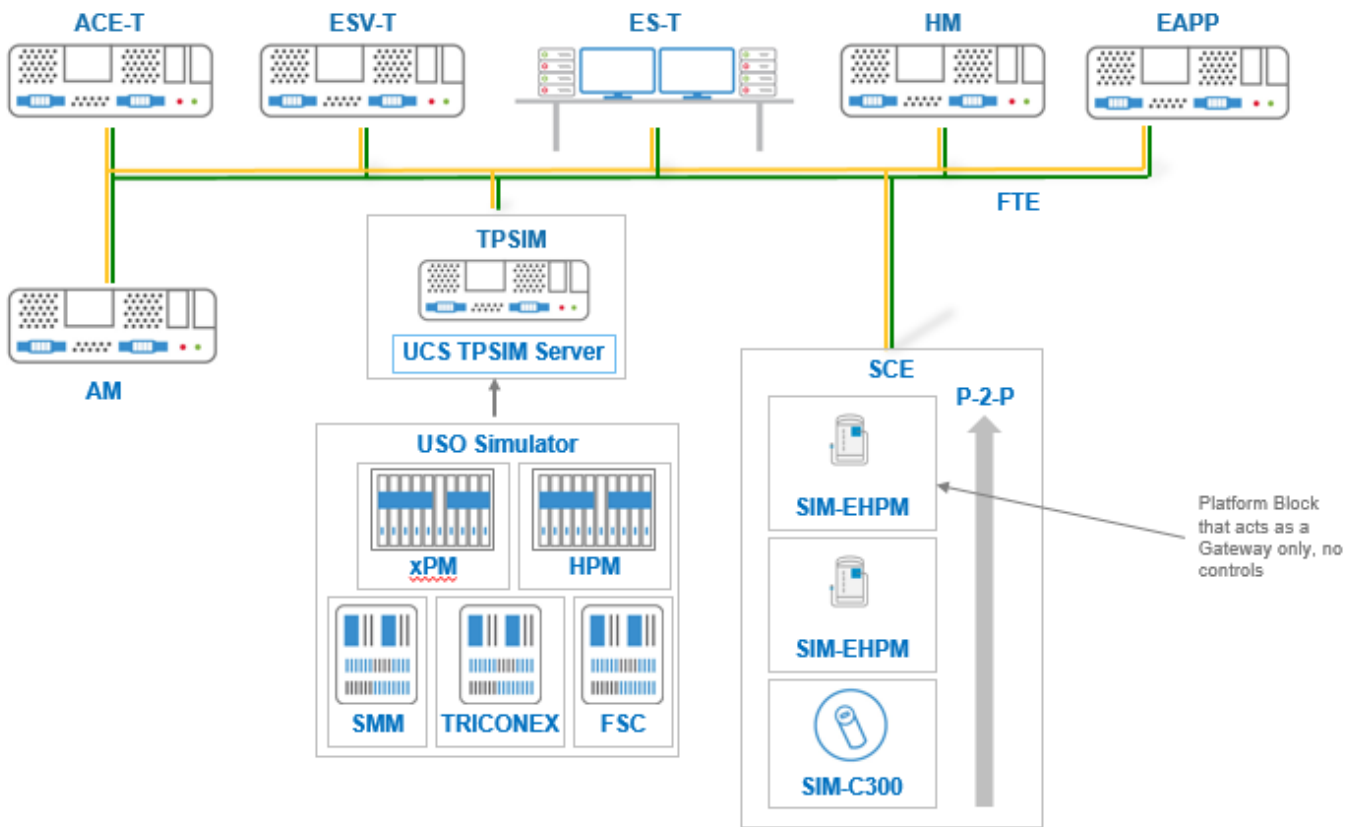 ACE-T
ESV-T
ES-T
HM
EAPP
FTE
AM
TPSIM
UCS TPSIM Server
USO Simulator
xPM
HPM
SMM
TRICONEX
FSC
SCE
P-2-P
SIM-EHPM
SIM-EHPM
SIM-C300
Platform Block
that acts as a
Gateway only, no
controls